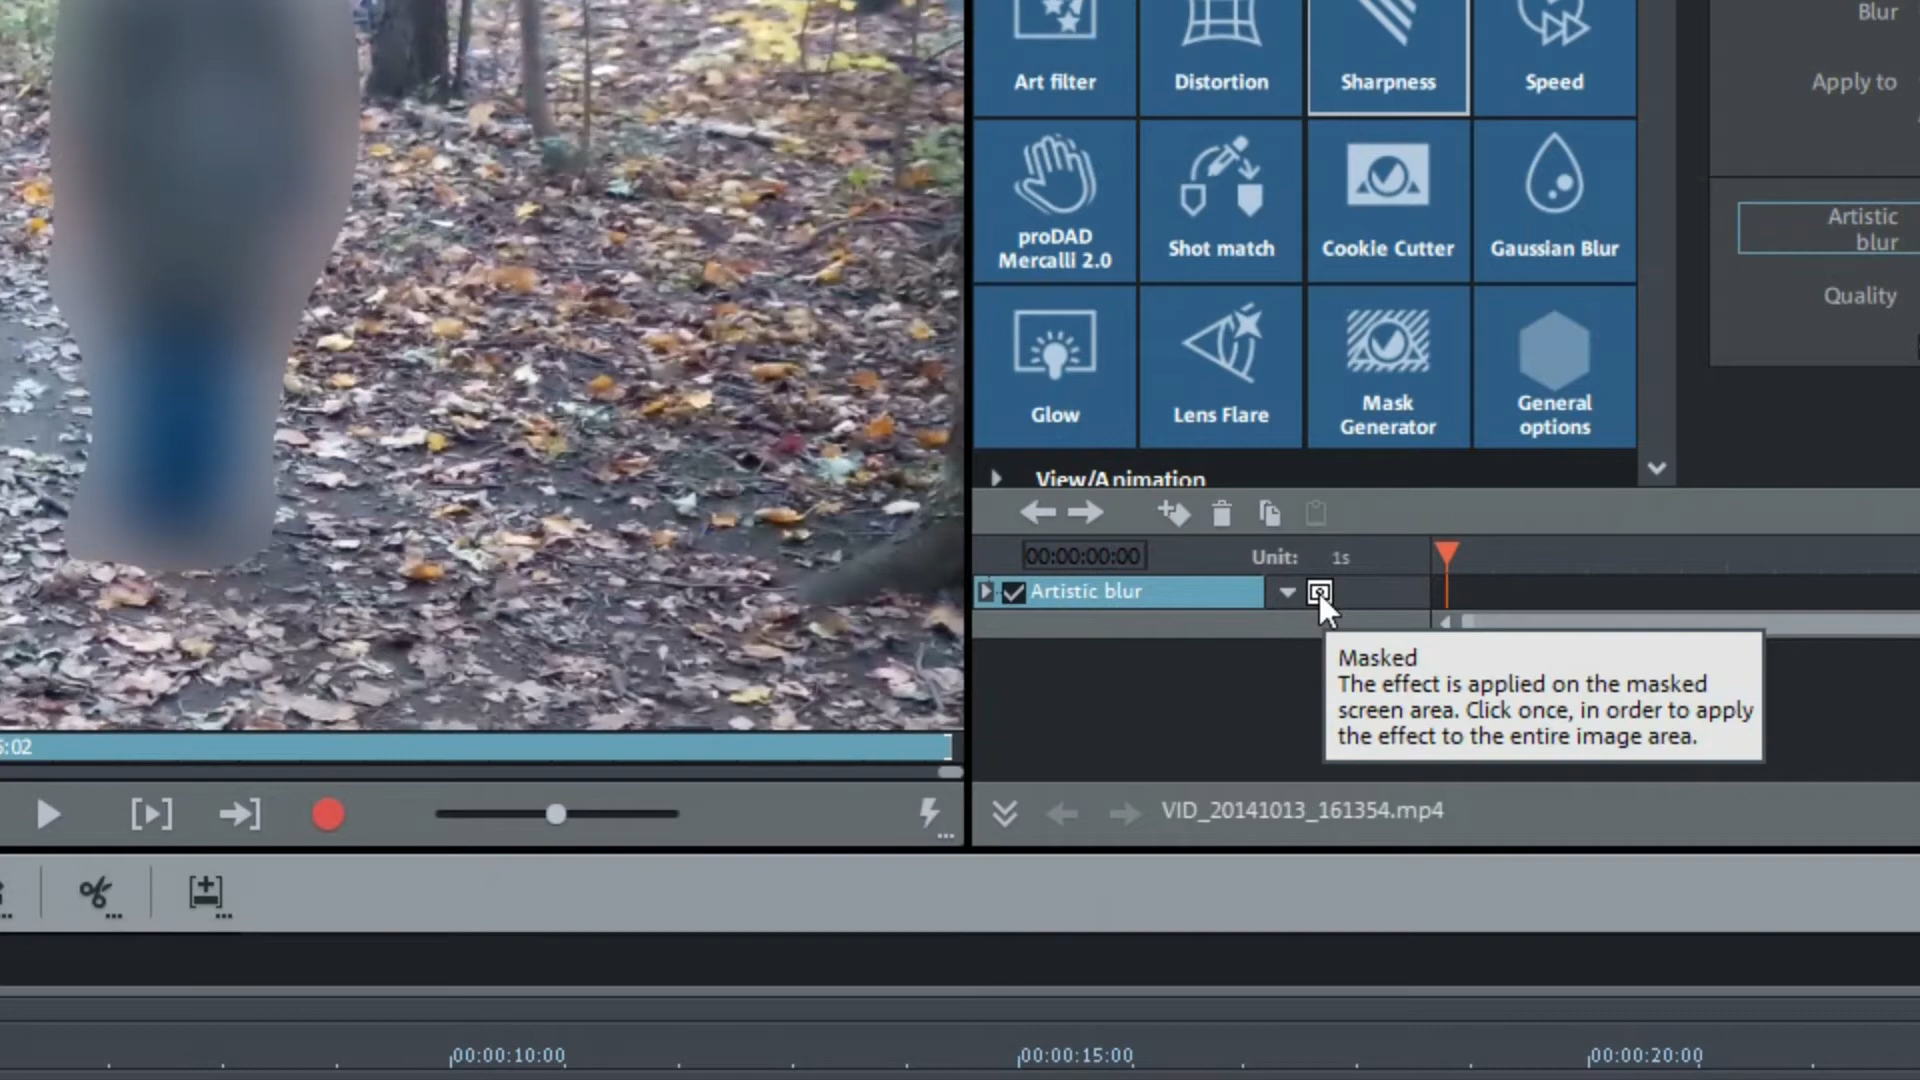 Blur
Art filter
Distortion
Sharpness
Speed
Apply to
proDAD
Mercalli 2.0
Shot match
Cookie Cutter
Gaussian Blur
Artistic
blur
Quality
Glow
Lens Flare
Mask
Generator
General
options
View/Animation
00:00:00:00
Unit:
1s
Artistic blur
Masked
The effect is applied on the masked
screen area. Click once, in order to apply
the effect to the entire image area.
:02
VID_20141013_161354.mp4
00:00:10:00
00:00:15:00
00:00:20:00